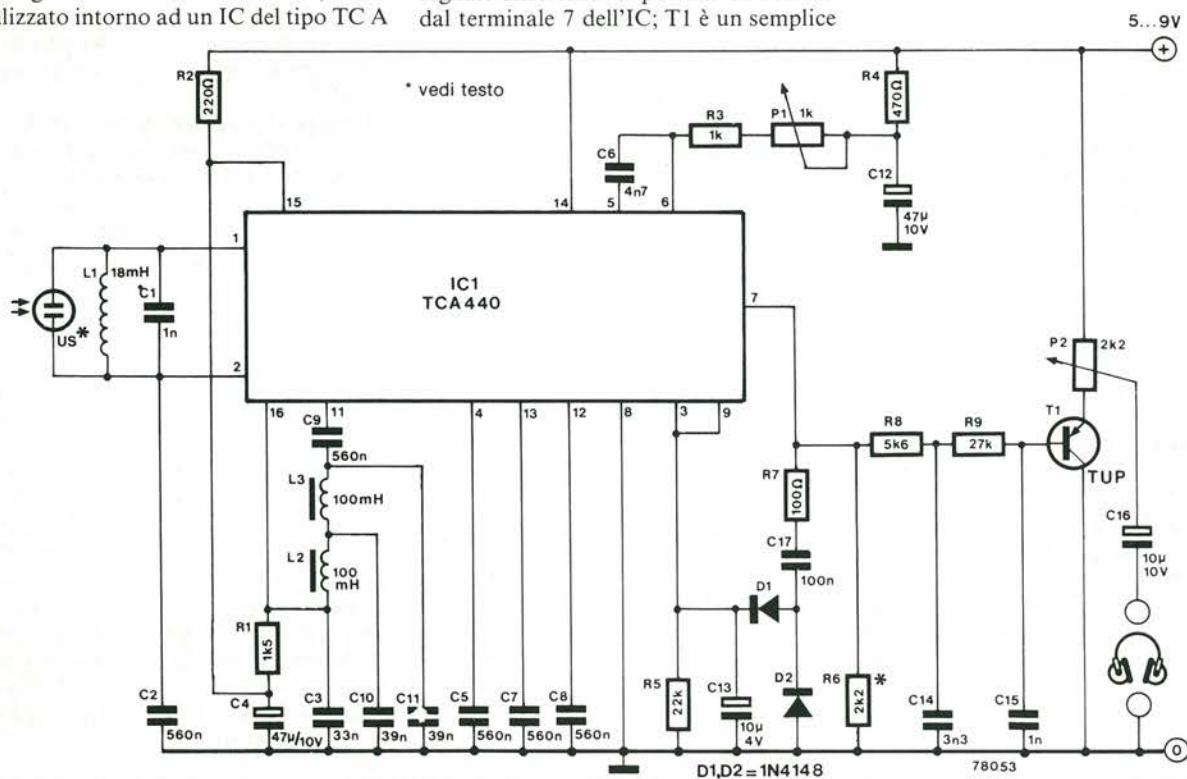 ilizzato intorno ad un IC del tipo TC A
dal terminale 7 dell'IC; T1 è un semplice
5...9V
+
R2
220Ω
* vedi testo
R3
1k
P1
1k
R4
470Ω
C6
4n7
C12
47µ
10V
15
14
5
6
1
L1
18mH
C1
1n
US*
2
IC1
TCA440
7
P2
2k2
T1
TUP
16
11
4
13
12
8
3
9
C9
560n
L3
100mH
L2
100
mH
R8
5k6
R9
27k
R7
100Ω
C17
100n
D1
C16
10µ
10V
R1
1k5
C2
560n
C4
47µ/10V
C3
33n
C10
39n
C11
39n
C5
560n
C7
560n
C8
560n
R5
22k
C13
10µ
4V
D2
R6
*
2k2
C14
3n3
C15
1n
D1,D2=1N4148
78053
0